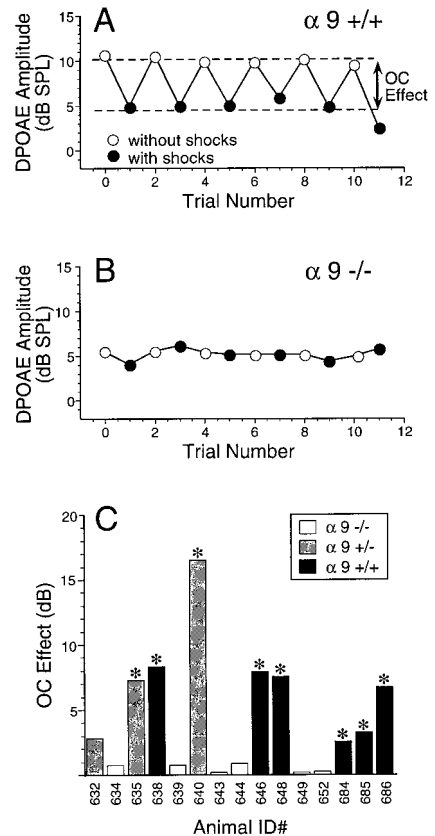 A
α 9 +/+
DPOAE Amplitude
(dB SPL)
15
10
5
0
OC
Effect
without shocks
with shocks
0 2 4 6 8 10 12
Trial Number
B
α 9 -/-
DPOAE Amplitude
(dB SPL)
15
10
5
0
0 2 4 6 8 10 12
Trial Number
C
OC Effect (dB)
20
15
10
5
α 9 -/-
α 9 +/-
α 9 +/+
* * * * * * * *
632 634 635 638 639 640 643 644 646 648 649 652 684 685 686
Animal ID#